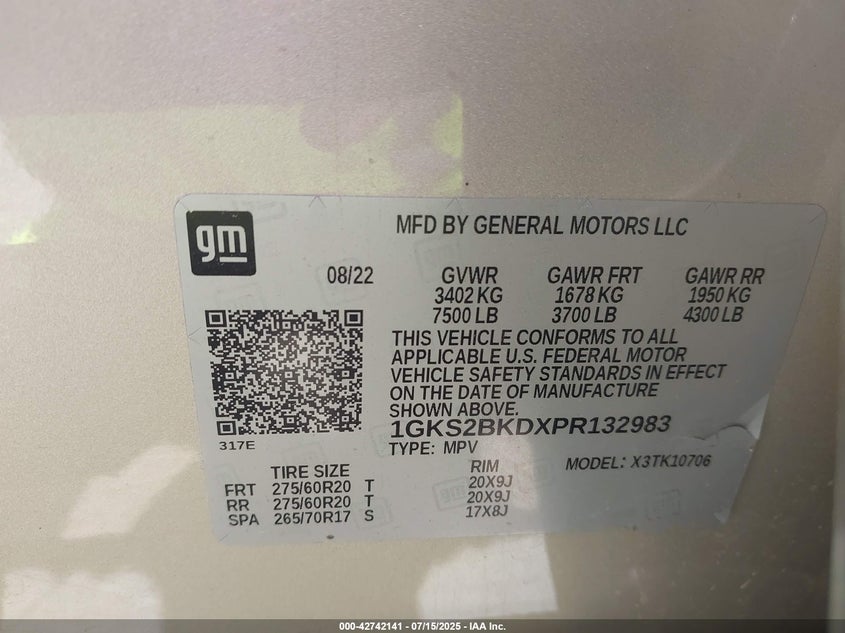 gm
MFD BY GENERAL MOTORS LLC
08/22
GVWR GAWR FRT GAWR RR
3402 KG 1678 KG 1950 KG
7500 LB 3700 LB 4300 LB
THIS VEHICLE CONFORMS TO ALL
APPLICABLE U.S. FEDERAL MOTOR
VEHICLE SAFETY STANDARDS IN EFFECT
ON THE DATE OF MANUFACTURE
SHOWN ABOVE.
1GKS2BKDXPR132983
317E
TYPE: MPV
MODEL: X3TK10706
TIRE SIZE RIM
FRT 275/60R20 T 20X9J
RR 275/60R20 T 20X9J
SPA 265/70R17 S 17X8J
000-42742141 - 07/15/2025 - IAA Inc.